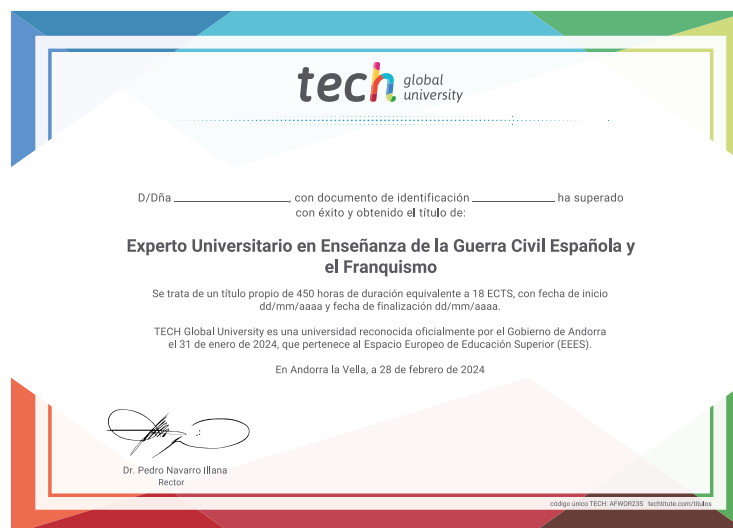 tech global
university
D/Dña ______________________, con documento de identificación ________________ ha superado
con éxito y obtenido el título de:
Experto Universitario en Enseñanza de la Guerra Civil Española y
el Franquismo
Se trata de un título propio de 450 horas de duración equivalente a 18 ECTS, con fecha de inicio
dd/mm/aaaa y fecha de finalización dd/mm/aaaa.
TECH Global University es una universidad reconocida oficialmente por el Gobierno de Andorra
el 31 de enero de 2024, que pertenece al Espacio Europeo de Educación Superior (EEES).
En Andorra la Vella, a 28 de febrero de 2024
Dr. Pedro Navarro Illana
Rector
código único TECH: AFWOR23S techtitute.com/titulos